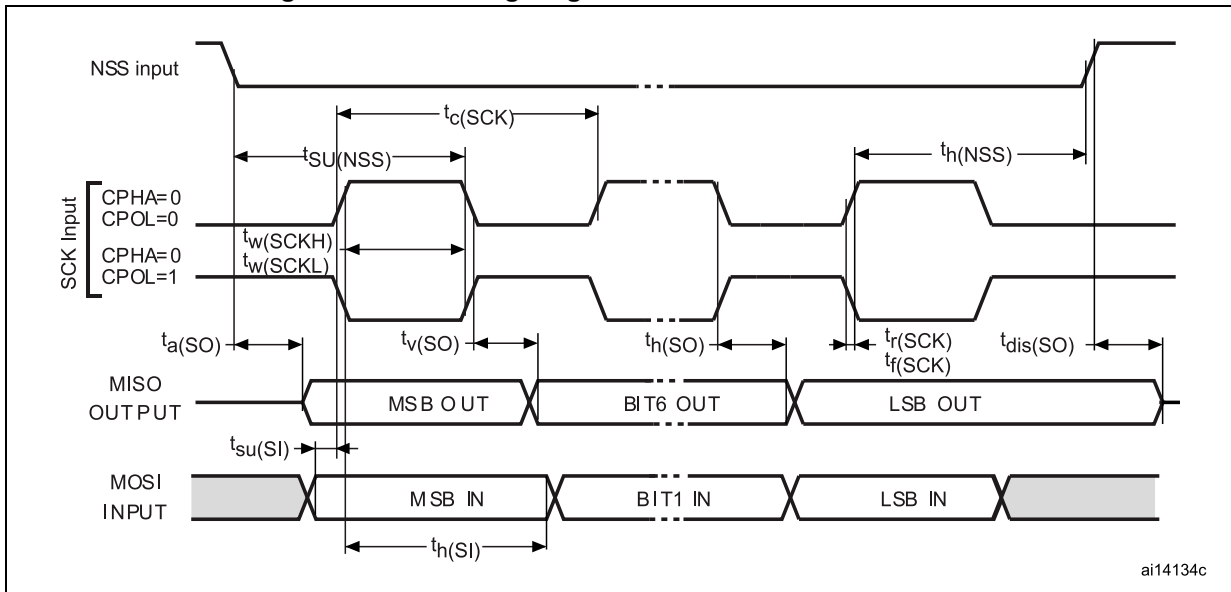 NSS input
tc(SCK)
tSU(NSS)
th(NSS)
SCK Input
CPHA=0
CPOL=0
CPHA=0
CPOL=1
tw(SCKH)
tw(SCKL)
ta(SO)
tv(SO)
th(SO)
tr(SCK)
tf(SCK)
tdis(SO)
MISO
OUTPUT
MSB OUT
BIT6 OUT
LSB OUT
tsu(SI)
MOSI
INPUT
MSB IN
BIT1 IN
LSB IN
th(SI)
ai14134c